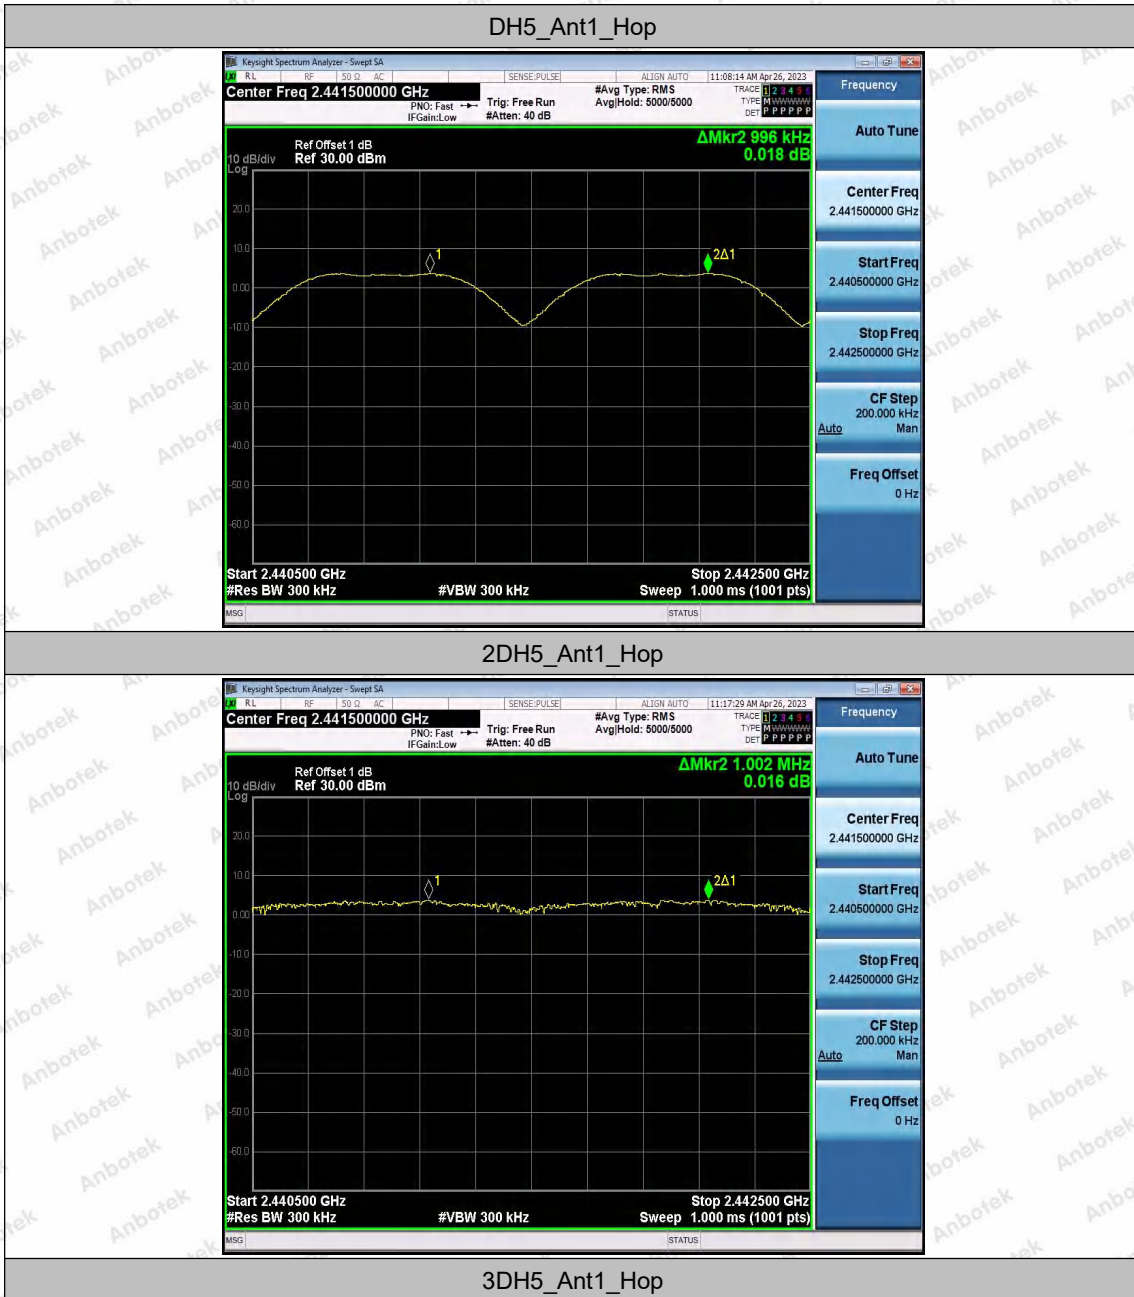 DH5_Ant1_Hop
Keysight Spectrum Analyzer - Swept SA
LXI RL RF 50 Ω AC SENSE:PULSE ALIGN AUTO 11:08:14 AM Apr 26, 2023
Center Freq 2.441500000 GHz
PNO: Fast
IFGain:Low
Trig: Free Run
#Atten: 40 dB
#Avg Type: RMS
Avg|Hold: 5000/5000
TRACE 1 2 3 4 5 6
TYPE M WWWWW
DET P P P P P P
Frequency
Auto Tune
Center Freq
2.441500000 GHz
Start Freq
2.440500000 GHz
Stop Freq
2.442500000 GHz
CF Step
200.000 kHz
Auto Man
Freq Offset
0 Hz
ΔMkr2 996 kHz
0.018 dB
Ref Offset 1 dB
10 dB/div Ref 30.00 dBm
Log
20.0
10.0
0.00
-10.0
-20.0
-30.0
-40.0
-50.0
-60.0
1
2Δ1
Start 2.440500 GHz Stop 2.442500 GHz
#Res BW 300 kHz #VBW 300 kHz Sweep 1.000 ms (1001 pts)
MSG STATUS
2DH5_Ant1_Hop
Keysight Spectrum Analyzer - Swept SA
LXI RL RF 50 Ω AC SENSE:PULSE ALIGN AUTO 11:17:29 AM Apr 26, 2023
Center Freq 2.441500000 GHz
PNO: Fast
IFGain:Low
Trig: Free Run
#Atten: 40 dB
#Avg Type: RMS
Avg|Hold: 5000/5000
TRACE 1 2 3 4 5 6
TYPE M WWWWW
DET P P P P P P
Frequency
Auto Tune
Center Freq
2.441500000 GHz
Start Freq
2.440500000 GHz
Stop Freq
2.442500000 GHz
CF Step
200.000 kHz
Auto Man
Freq Offset
0 Hz
ΔMkr2 1.002 MHz
0.016 dB
Ref Offset 1 dB
10 dB/div Ref 30.00 dBm
Log
20.0
10.0
0.00
-10.0
-20.0
-30.0
-40.0
-50.0
-60.0
1
2Δ1
Start 2.440500 GHz Stop 2.442500 GHz
#Res BW 300 kHz #VBW 300 kHz Sweep 1.000 ms (1001 pts)
MSG STATUS
3DH5_Ant1_Hop